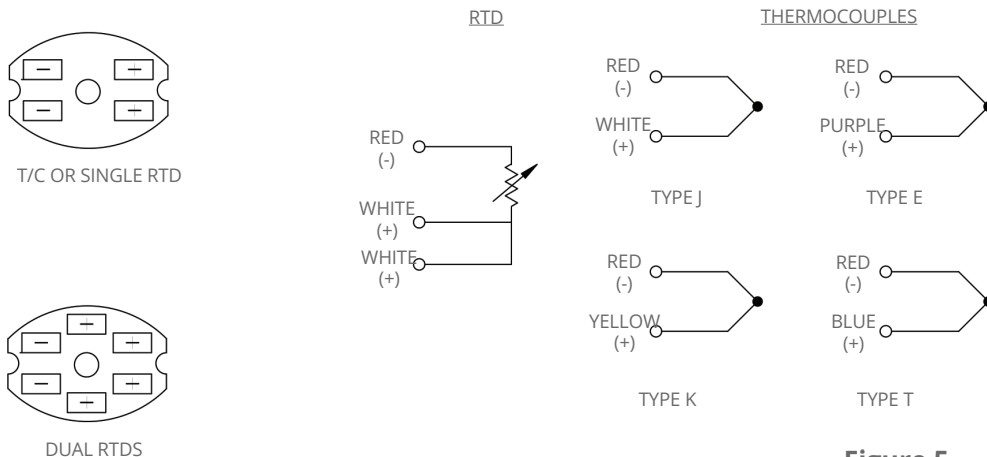 RTD
THERMOCOUPLES
T/C OR SINGLE RTD
DUAL RTDS
RED
(-)
WHITE
(+)
WHITE
(+)
RED
(-)
WHITE
(+)
TYPE J
RED
(-)
PURPLE
(+)
TYPE E
RED
(-)
YELLOW
(+)
TYPE K
RED
(-)
BLUE
(+)
TYPE T
Figure 5